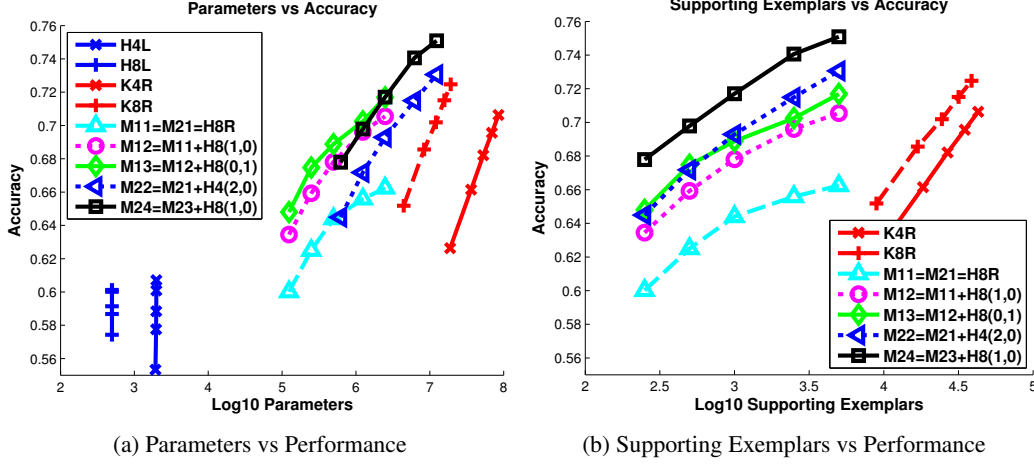 Parameters vs Accuracy
0.76
0.74
0.72
0.7
0.68
0.66
0.64
0.62
0.6
0.58
0.56
Accuracy
H4L
H8L
K4R
K8R
M11=M21=H8R
M12=M11+H8(1,0)
M13=M12+H8(0,1)
M22=M21+H4(2,0)
M24=M23+H8(1,0)
2 3 4 5 6 7 8
Log10 Parameters
(a) Parameters vs Performance
Supporting Exemplars vs Accuracy
0.76
0.74
0.72
0.7
0.68
0.66
0.64
0.62
0.6
0.58
0.56
Accuracy
K4R
K8R
M11=M21=H8R
M12=M11+H8(1,0)
M13=M12+H8(0,1)
M22=M21+H4(2,0)
M24=M23+H8(1,0)
2 2.5 3 3.5 4 4.5 5
Log10 Supporting Exemplars
(b) Supporting Exemplars vs Performance